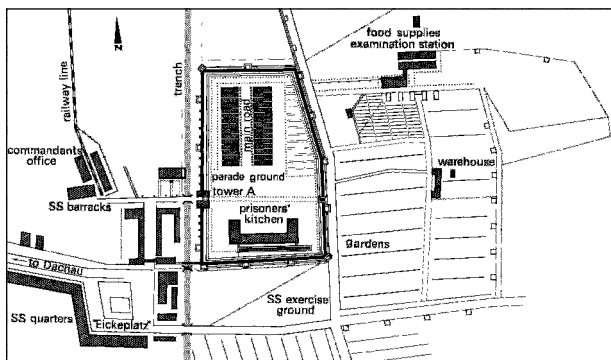 N
railway line
trench
main road
food supplies
examination station
commandants
office
parade ground
tower A
warehouse
SS barracks
prisoners'
kitchen
gardens
to Dachau
SS exercise
ground
SS quarters
"Eickeplatz"